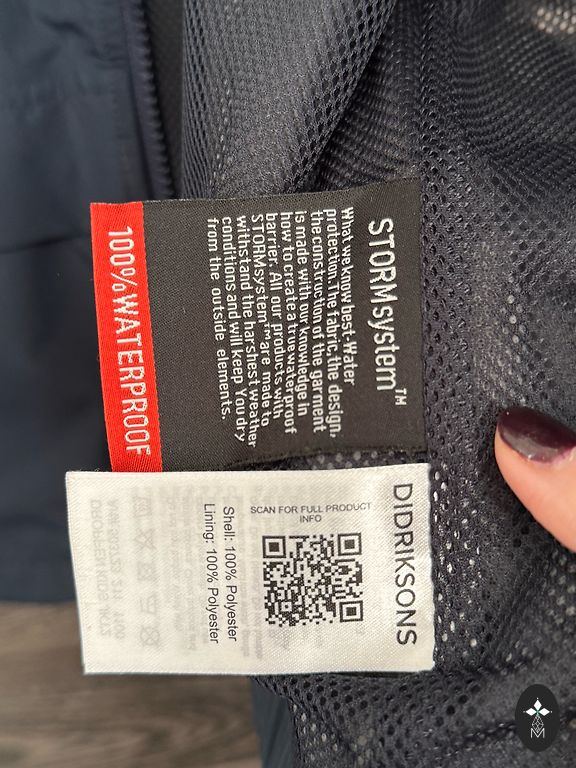 STORMsystem™
What we know best-Water
protection. The fabric, the design,
the construction of the garment
is made with our knowledge in
how to create a true waterproof
barrier. All our products with
STORMsystem™ are made to
withstand the harshest weather
conditions and will keep You dry
from the outside elements.
100% WATERPROOF
DIDRIKSONS
SCAN FOR FULL PRODUCT
INFO
Shell: 100% Polyester
Lining: 100% Polyester